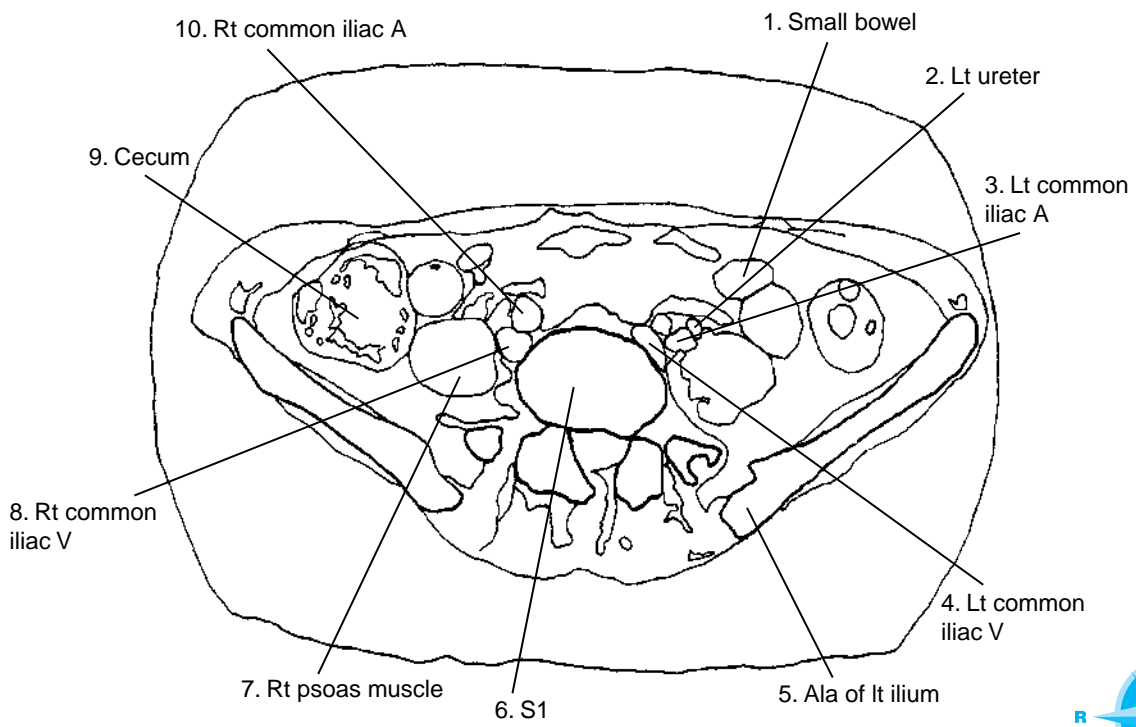 10. Rt common iliac A
1. Small bowel
2. Lt ureter
9. Cecum
3. Lt common
iliac A
8. Rt common
iliac V
4. Lt common
iliac V
7. Rt psoas muscle
6. S1
5. Ala of lt ilium
R